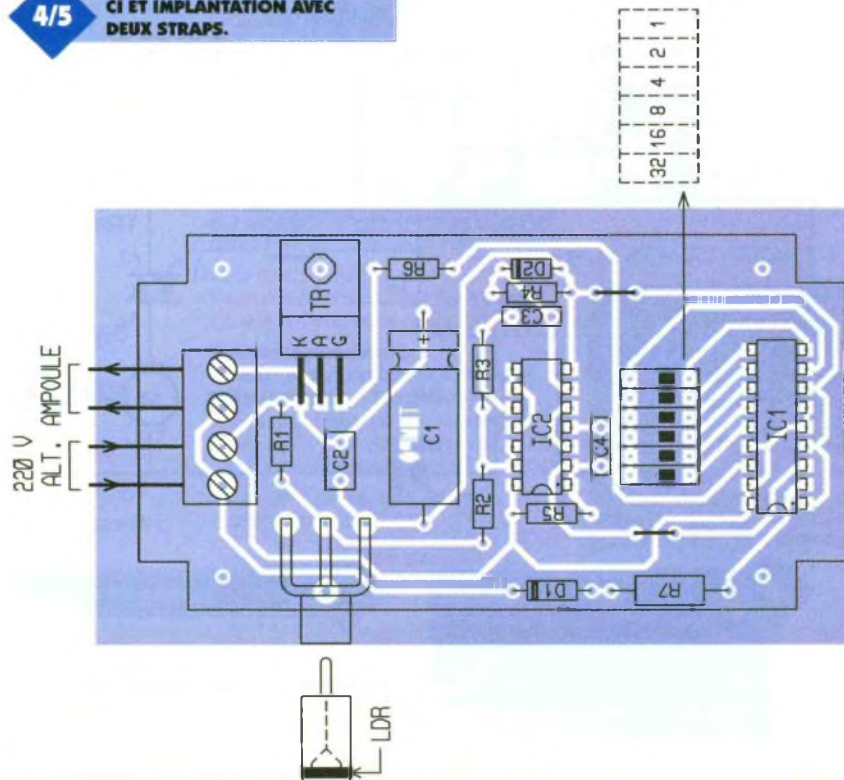 4/5
CI ET IMPLANTATION AVEC
DEUX STRAPS.
32 16 8 4 2 1
220 V
ALT. AMPOULE
TR
K
A
G
R6
D2
R4
C3
R3
R1
C2
C1
+
IC2
C4
IC1
R2
R5
D1
R7
LDR